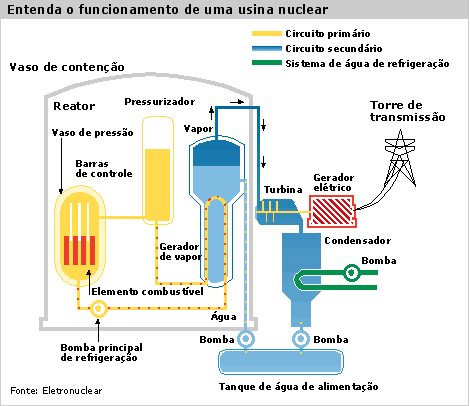 Entenda o funcionamento de uma usina nuclear
Circuito primário
Circuito secundário
Sistema de água de refrigeração
Vaso de contenção
Reator
Pressurizador
Vapor
Torre de
transmissão
Vaso de pressão
Barras
de controle
Turbina
Gerador
elétrico
Gerador
de vapor
Condensador
Bomba
Elemento combustível
Água
Bomba principal
de refrigeração
Bomba
Bomba
Tanque de água de alimentação
Fonte: Eletronuclear